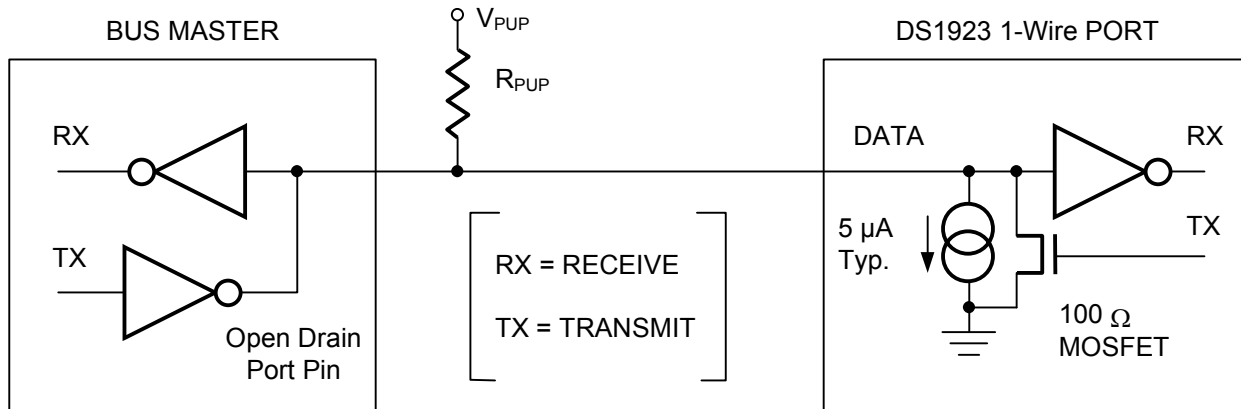 BUS MASTER
RX
TX
Open Drain
Port Pin
VPUP
RPUP
RX = RECEIVE
TX = TRANSMIT
DS1923 1-Wire PORT
DATA
RX
TX
5 µA
Typ.
100 Ω
MOSFET